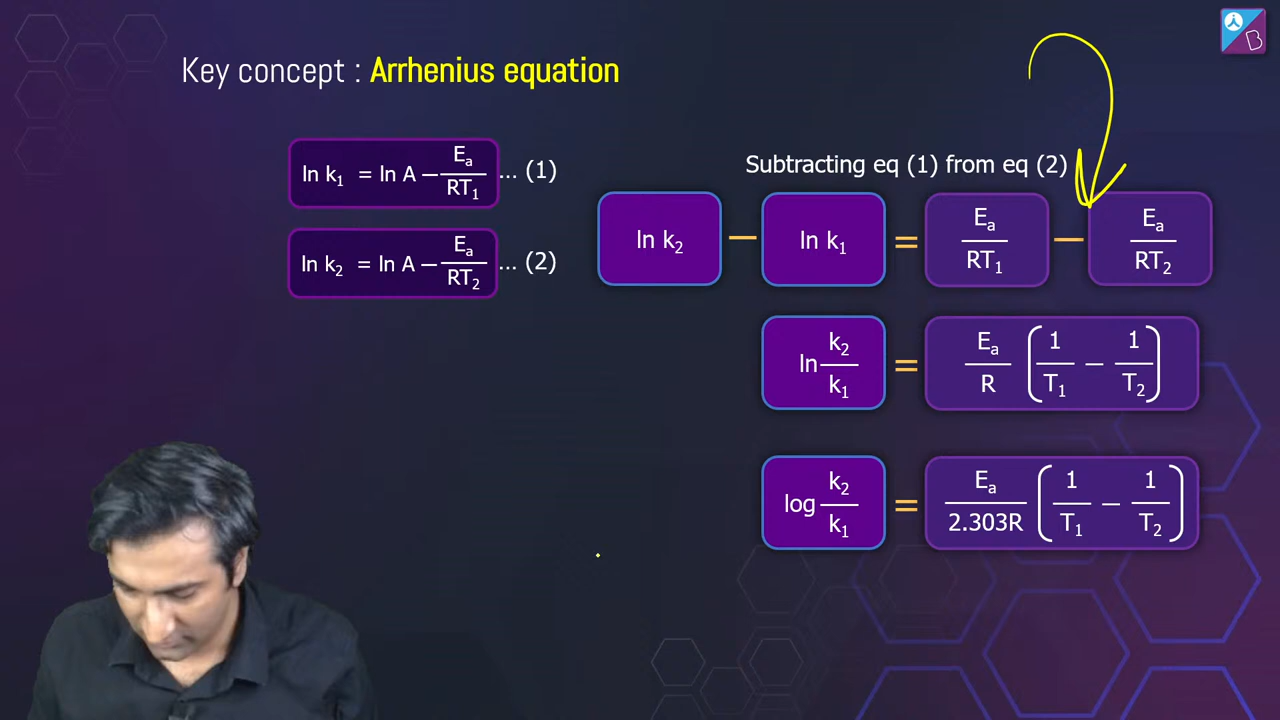 Key concept : Arrhenius equation
ln k₁ = ln A − Eₐ/RT₁ ... (1)
ln k₂ = ln A − Eₐ/RT₂ ... (2)
Subtracting eq (1) from eq (2)
ln k₂ − ln k₁ = Eₐ/RT₁ − Eₐ/RT₂
ln k₂/k₁ = Eₐ/R (1/T₁ − 1/T₂)
log k₂/k₁ = Eₐ/2.303R (1/T₁ − 1/T₂)
B